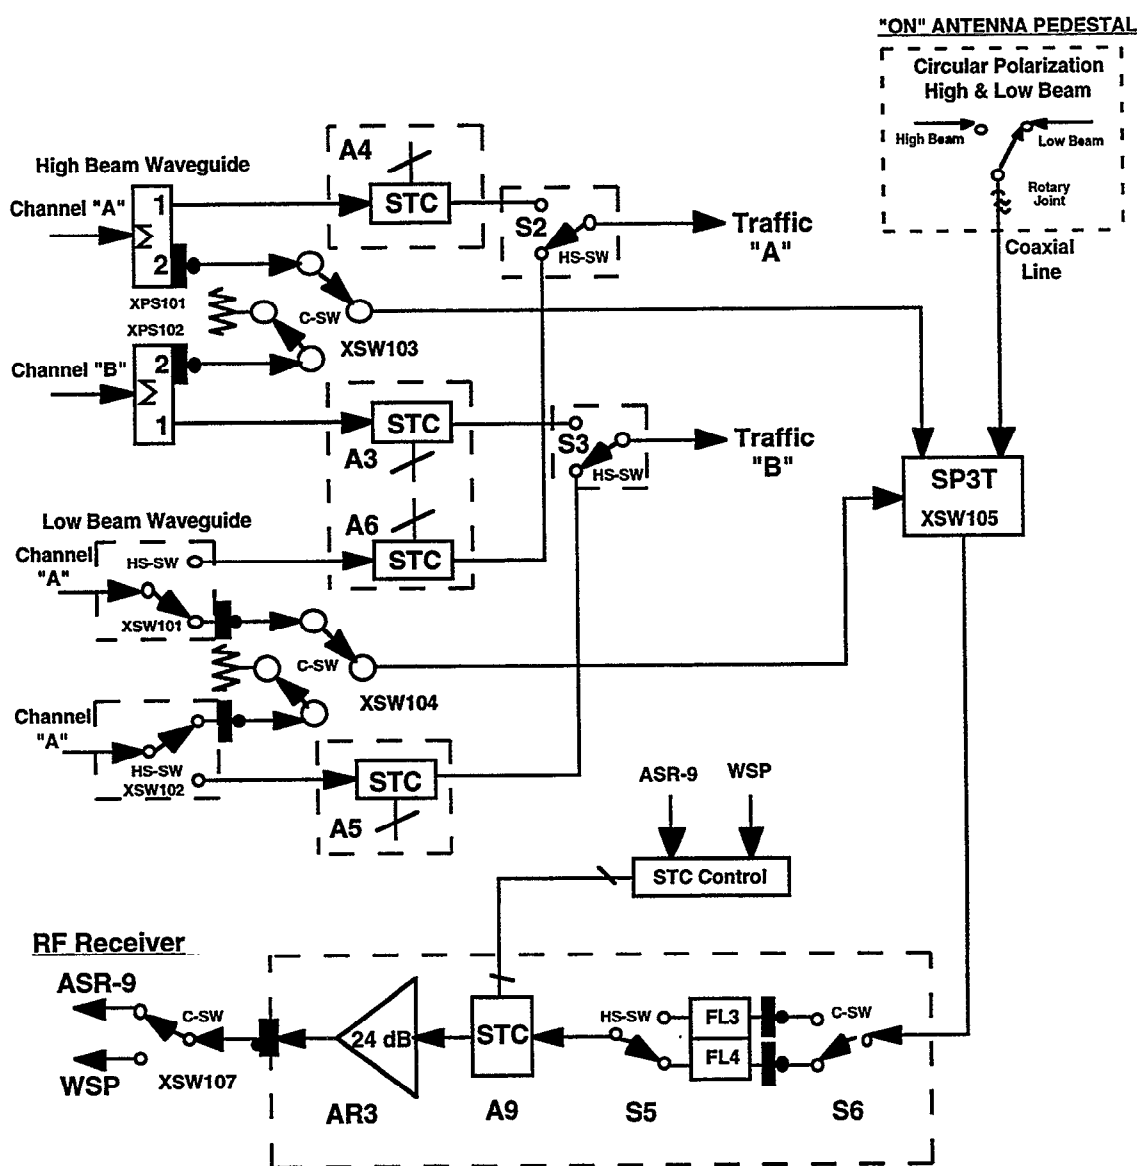 "ON" ANTENNA PEDESTAL
Circular Polarization
High & Low Beam
High Beam
Low Beam
Rotary
Joint
Coaxial
Line
High Beam Waveguide
Channel "A"
1
Σ
2
XPS101
A4
STC
S2
HS-SW
Traffic
"A"
C-SW
XSW103
XPS102
Channel "B"
2
Σ
1
STC
A3
S3
HS-SW
Traffic
"B"
SP3T
XSW105
A6
STC
Low Beam Waveguide
Channel
"A"
HS-SW
XSW101
C-SW
XSW104
Channel
"A"
HS-SW
XSW102
STC
A5
ASR-9
WSP
STC Control
RF Receiver
ASR-9
C-SW
WSP
XSW107
24 dB
AR3
STC
A9
HS-SW
S5
FL3
FL4
C-SW
S6